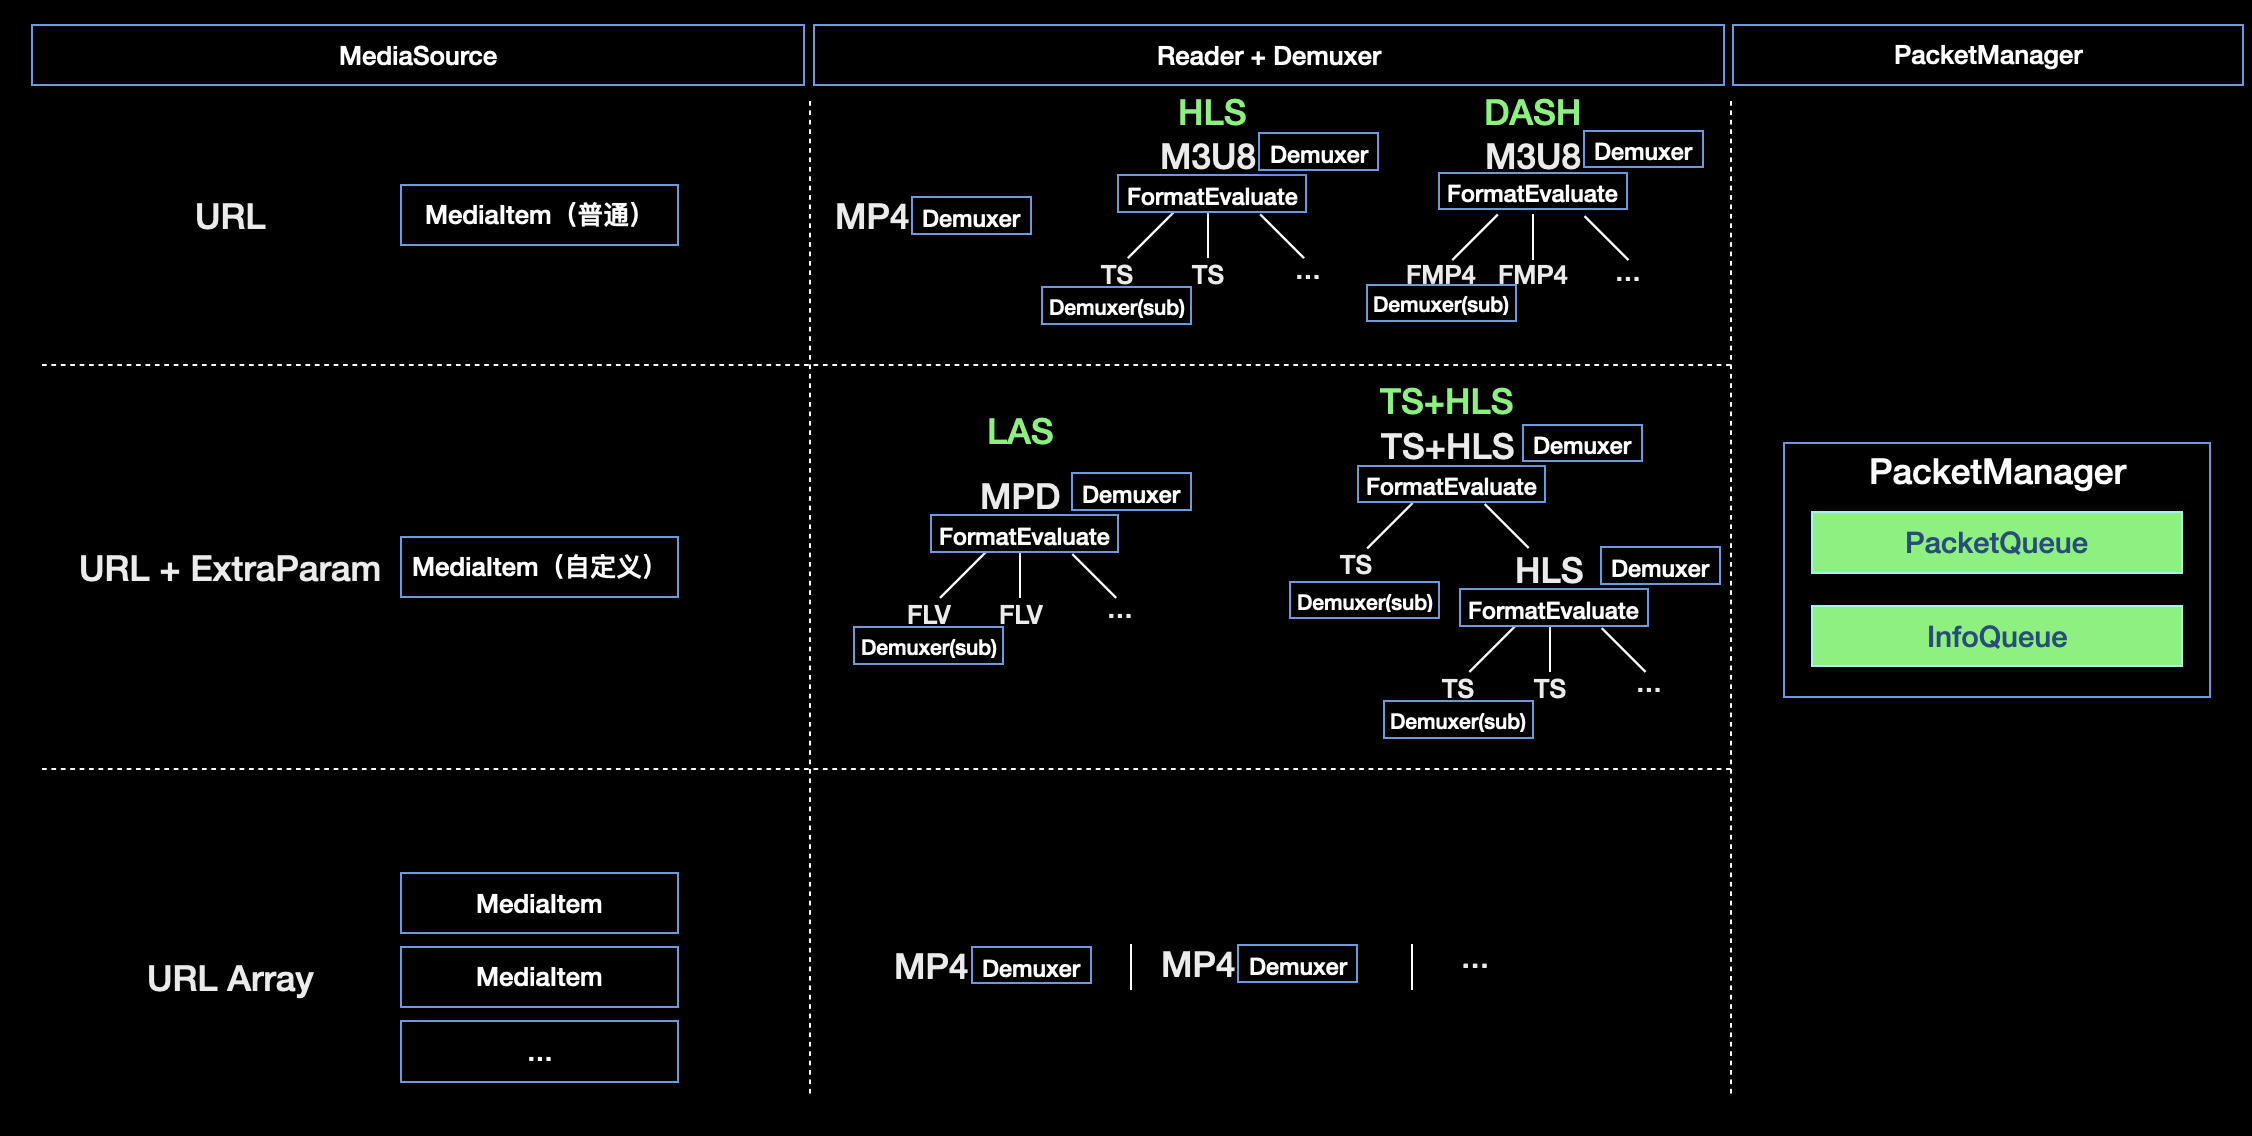 MediaSource
Reader + Demuxer
PacketManager
URL
MediaItem（普通）
MP4
Demuxer
HLS
M3U8
Demuxer
FormatEvaluate
TS
TS
...
Demuxer(sub)
DASH
M3U8
Demuxer
FormatEvaluate
FMP4
FMP4
...
Demuxer(sub)
URL + ExtraParam
MediaItem（自定义）
LAS
MPD
Demuxer
FormatEvaluate
FLV
FLV
...
Demuxer(sub)
TS+HLS
TS+HLS
Demuxer
FormatEvaluate
TS
Demuxer(sub)
HLS
Demuxer
FormatEvaluate
TS
TS
...
Demuxer(sub)
PacketManager
PacketQueue
InfoQueue
URL Array
MediaItem
MediaItem
...
MP4
Demuxer
MP4
Demuxer
...